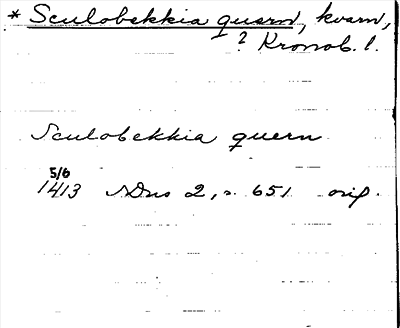 * Sculobekkia quern, kvarn,
? Kronob. l.
Sculobekkia quern
5/6
1413 SDns 2, s. 651 orig.